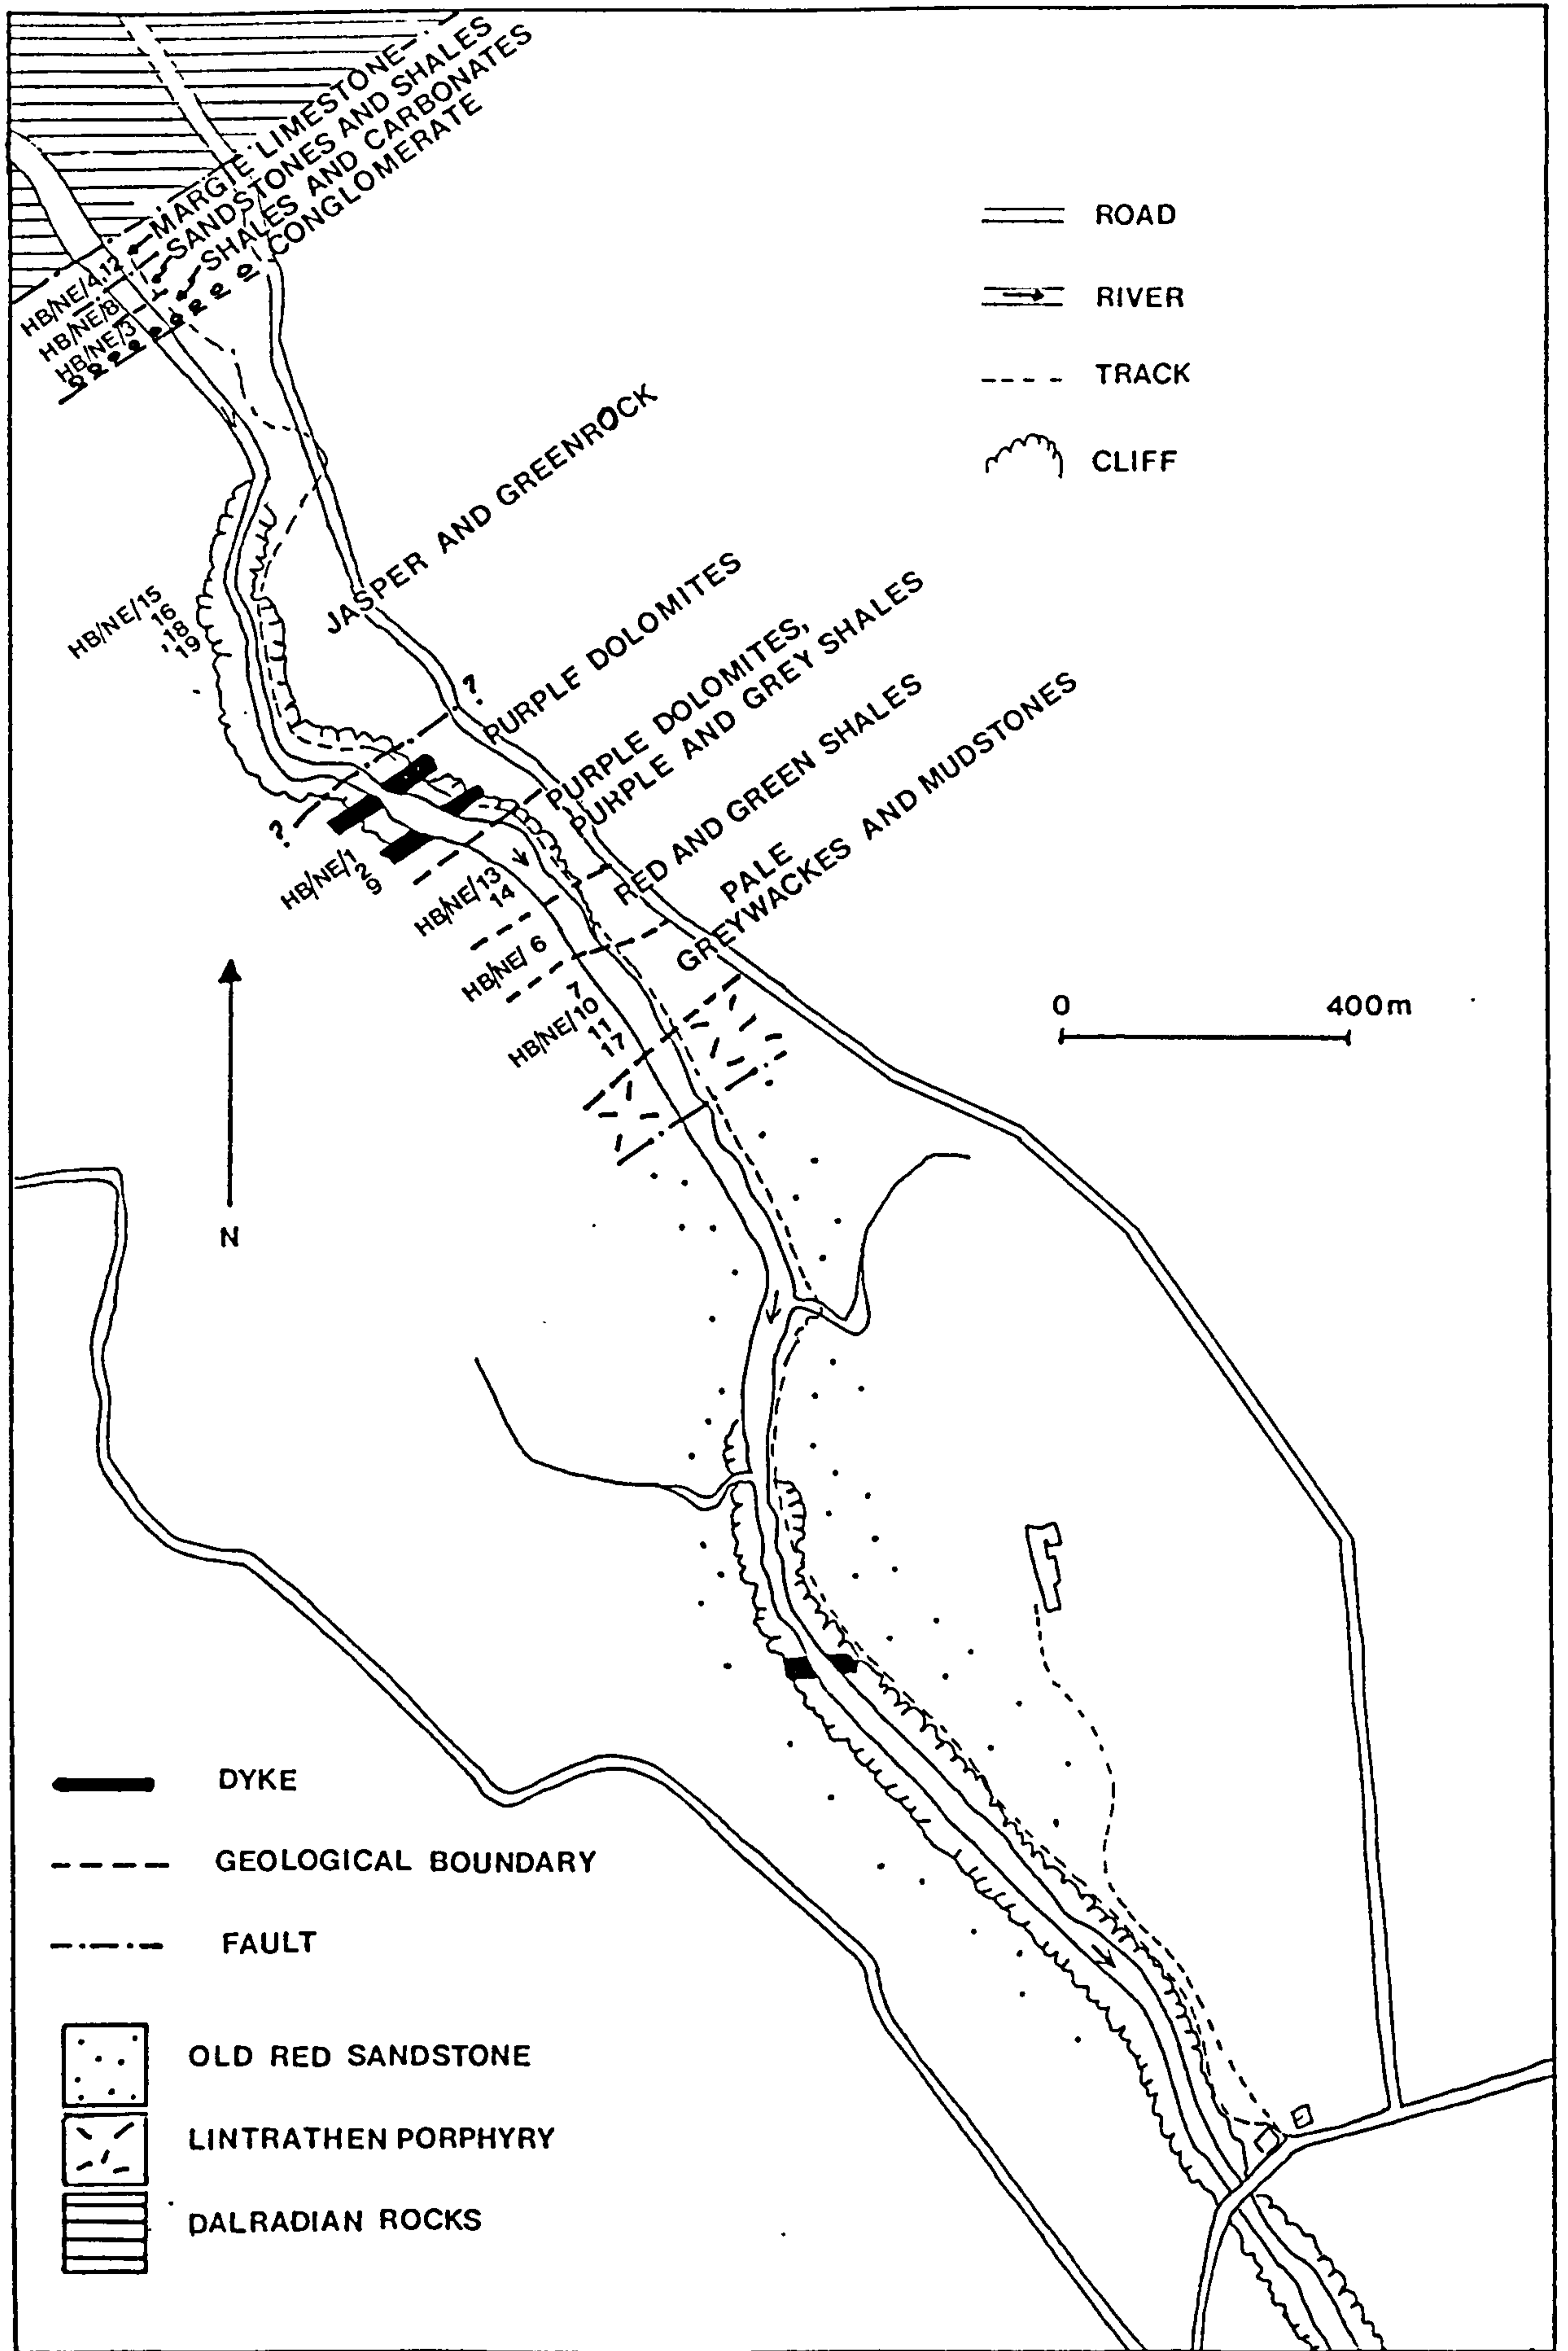 MARGIE LIMESTONE
SANDSTONES AND SHALES
SHALES AND CARBONATES
CONGLOMERATE
HB/NE/4,12
HB/NE/8
HB/NE/3
ROAD
RIVER
TRACK
CLIFF
JASPER AND GREENROCK
HB/NE/15
16
18
19
?
PURPLE DOLOMITES
PURPLE DOLOMITES,
PURPLE AND GREY SHALES
RED AND GREEN SHALES
PALE
GREYWACKES AND MUDSTONES
?
HB/NE/1
2
9
HB/NE/13
14
HB/NE/ 6
7
HB/NE/10
11
17
0 400m
N
DYKE
GEOLOGICAL BOUNDARY
FAULT
OLD RED SANDSTONE
LINTRATHEN PORPHYRY
DALRADIAN ROCKS